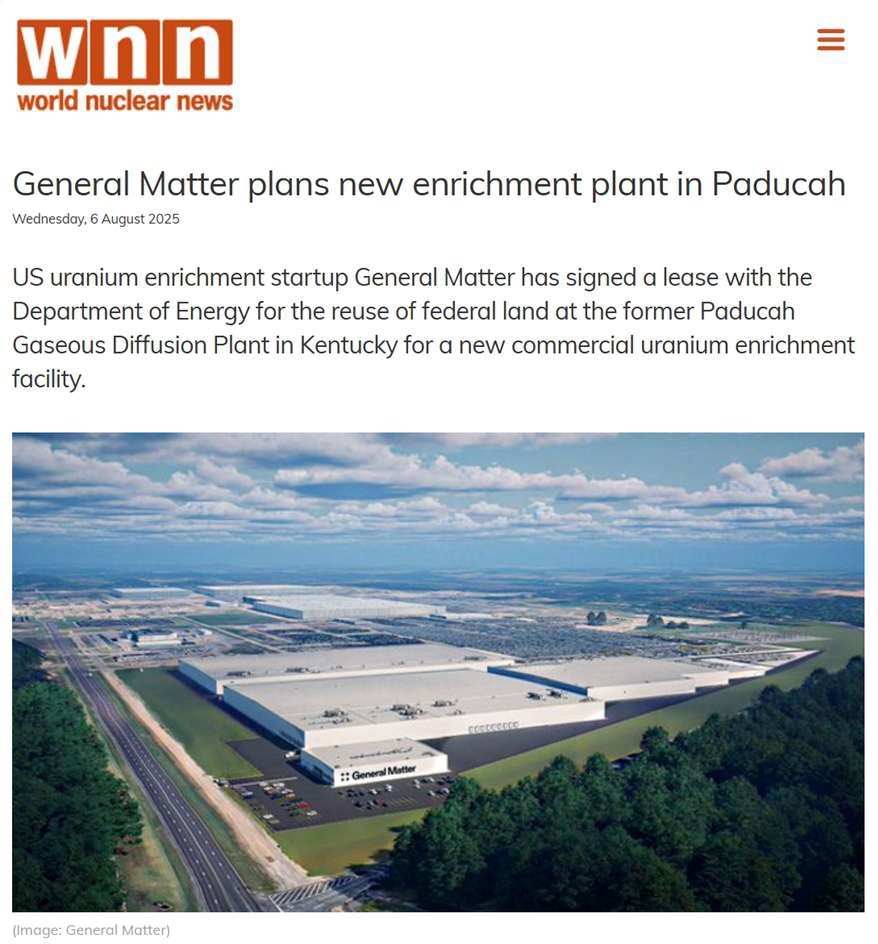 wnn
world nuclear news
General Matter plans new enrichment plant in Paducah
Wednesday, 6 August 2025
US uranium enrichment startup General Matter has signed a lease with the
Department of Energy for the reuse of federal land at the former Paducah
Gaseous Diffusion Plant in Kentucky for a new commercial uranium enrichment
facility.
General Matter
(Image: General Matter)